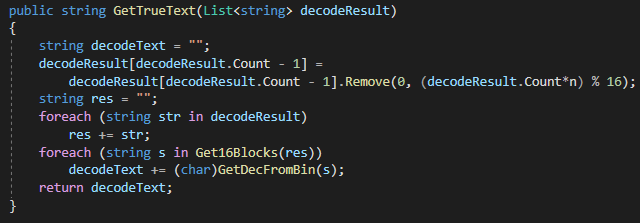 public string GetTrueText(List<string> decodeResult)
{
    string decodeText = "";
    decodeResult[decodeResult.Count - 1] =
        decodeResult[decodeResult.Count - 1].Remove(0, (decodeResult.Count*n) % 16);
    string res = "";
    foreach (string str in decodeResult)
        res += str;
    foreach (string s in Get16Blocks(res))
        decodeText += (char)GetDecFromBin(s);
    return decodeText;
}